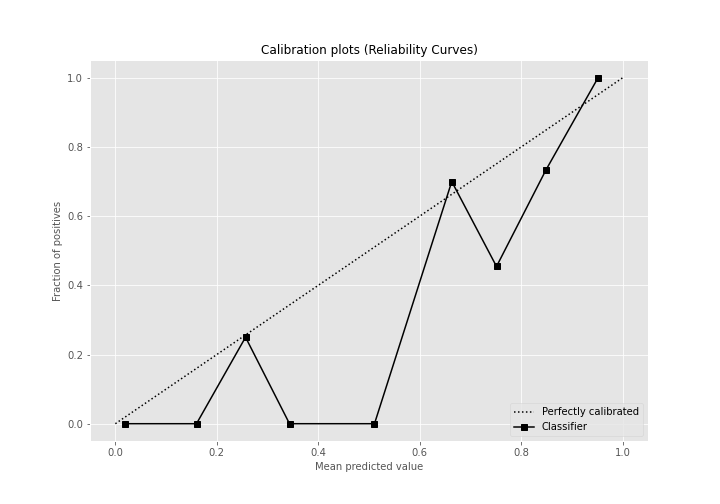 Calibration plots (Reliability Curves)
1.0
0.8
0.6
0.4
0.2
0.0
Fraction of positives
0.0 0.2 0.4 0.6 0.8 1.0
Mean predicted value
Perfectly calibrated
Classifier